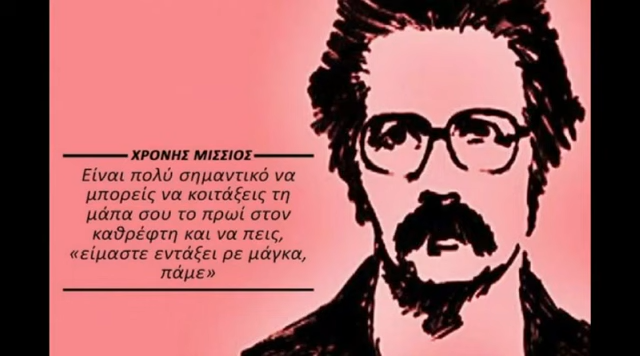 ΧΡΟΝΗΣ ΜΙΣΣΙΟΣ
Είναι πολύ σημαντικό να
μπορείς να κοιτάξεις τη
μάπα σου το πρωί στον
καθρέφτη και να πεις,
«είμαστε εντάξει ρε μάγκα,
πάμε»